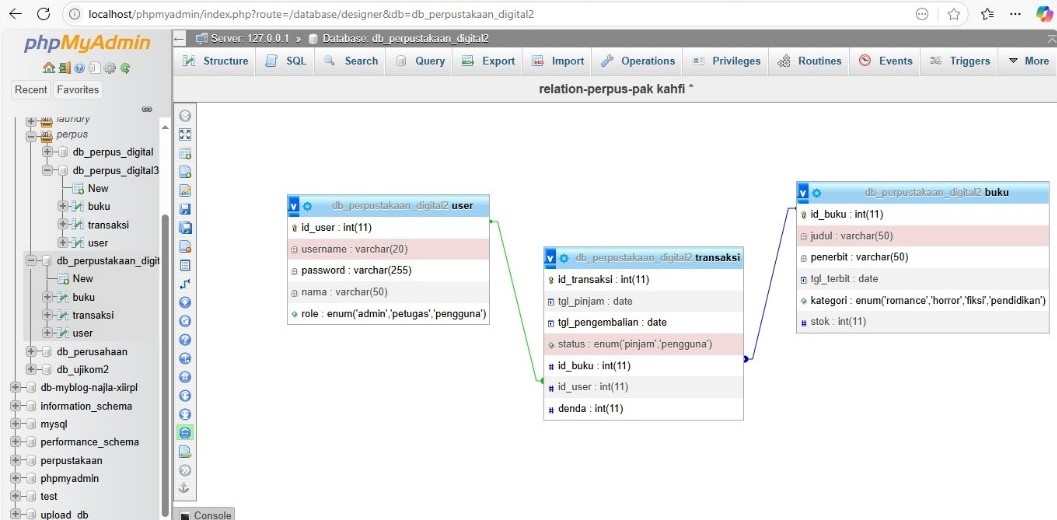 localhost/phpmyadmin/index.php?route=/database/designer&db=db_perpustakaan_digital2
phpMyAdmin
Recent Favorites
laundry
perpus
db_perpus_digital
db_perpus_digital3
New
buku
transaksi
user
db_perpustakaan_digit
New
buku
transaksi
user
db_perusahaan
db_ujikom2
db-myblog-najla-xiirpl
information_schema
mysql
performance_schema
perpustakaan
phpmyadmin
test
upload_db
Server: 127.0.0.1 » Database: db_perpustakaan_digital2
Structure SQL Search Query Export Import Operations Privileges Routines Events Triggers More
relation-perpus-pak kahfi *
v db_perpustakaan_digital2 user
id_user : int(11)
username : varchar(20)
password : varchar(255)
nama : varchar(50)
role : enum('admin','petugas','pengguna')
v db_perpustakaan_digital2 transaksi
id_transaksi : int(11)
tgl_pinjam : date
tgl_pengembalian : date
status : enum('pinjam','pengguna')
# id_buku : int(11)
# id_user : int(11)
# denda : int(11)
v db_perpustakaan_digital2 buku
id_buku : int(11)
judul : varchar(50)
penerbit : varchar(50)
tgl_terbit : date
kategori : enum('romance','horror','fiksi','pendidikan')
# stok : int(11)
Console